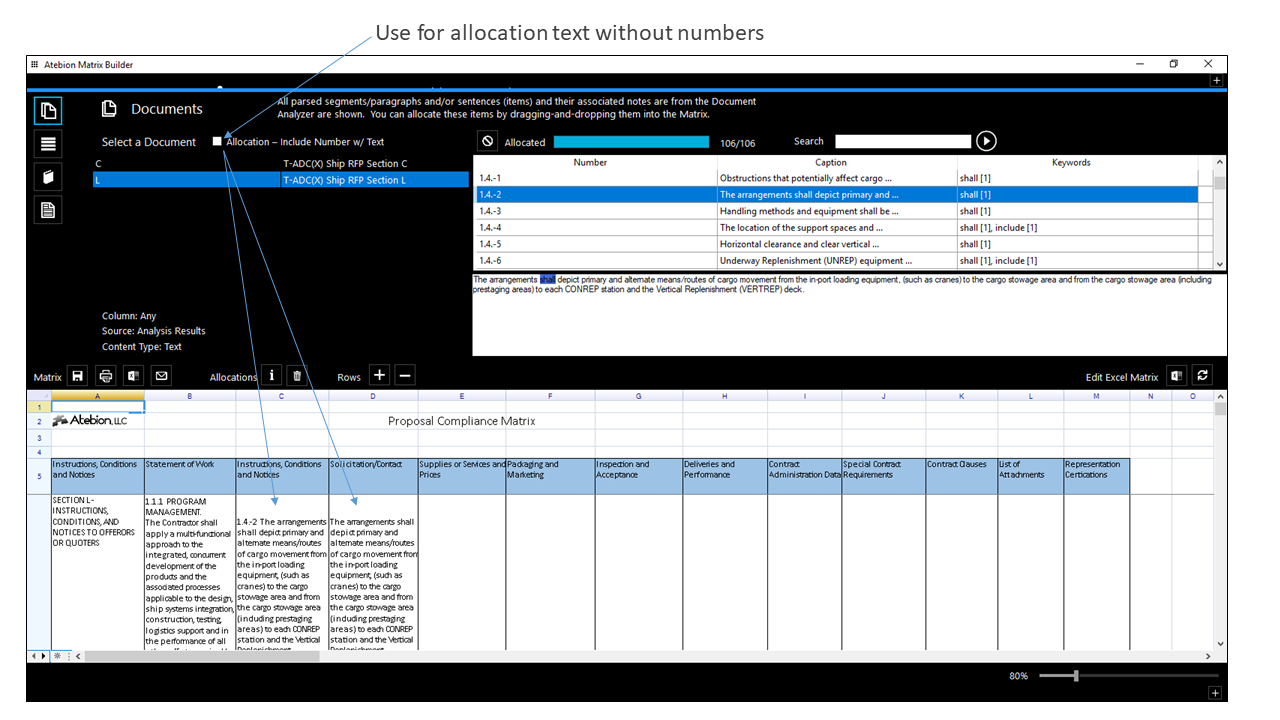 Use for allocation text without numbers
Atebion Matrix Builder
Documents
All parsed segments/paragraphs and/or sentences (items) and their associated notes are from the Document
Analyzer are shown. You can allocate these items by dragging-and-dropping them into the Matrix.
Select a Document
Allocation – Include Number w/ Text
Allocated
106/106
Search
C T-ADC(X) Ship RFP Section C
L T-ADC(X) Ship RFP Section L
Number Caption Keywords
1.4.-1 Obstructions that potentially affect cargo ... shall [1]
1.4.-2 The arrangements shall depict primary and ... shall [1]
1.4.-3 Handling methods and equipment shall be ... shall [1]
1.4.-4 The location of the support spaces and ... shall [1], include [1]
1.4.-5 Horizontal clearance and clear vertical ... shall [1]
1.4.-6 Underway Replenishment (UNREP) equipment ... shall [1], include [1]
The arrangements shall depict primary and alternate means/routes of cargo movement from the in-port loading equipment, (such as cranes) to the cargo stowage area and from the cargo stowage area (including
prestaging areas) to each CONREP station and the Vertical Replenishment (VERTREP) deck.
Column: Any
Source: Analysis Results
Content Type: Text
Matrix
Allocations
Rows
Edit Excel Matrix
A B C D E F G H I J K L M N O
1
2
Atebion, LLC
Proposal Compliance Matrix
3
4
5
Instructions, Conditions
and Notices
Statement of Work
Instructions, Conditions
and Notices
Solicitation/Contact
Supplies or Services and
Prices
Packaging and
Marketing
Inspection and
Acceptance
Deliveries and
Performance
Contract
Administration Data
Special Contract
Requirements
Contract Clauses
List of
Attachments
Representation
Certications
SECTION L -
INSTRUCTIONS,
CONDITIONS, AND
NOTICES TO OFFERORS
OR QUOTERS
1.1.1 PROGRAM
MANAGEMENT.
The Contractor shall
apply a multi-functional
approach to the
integrated, concurrent
development of the
products and the
associated processes
applicable to the design,
ship systems integration,
construction, testing,
logistics support and in
the performance of all
1.4.-2 The arrangements
shall depict primary and
alternate means/routes
of cargo movement from
the in-port loading
equipment, (such as
cranes) to the cargo
stowage area and from
the cargo stowage area
(including prestaging
areas) to each CONREP
station and the Vertical
Replenishment
The arrangements shall
depict primary and
alternate means/routes
of cargo movement from
the in-port loading
equipment, (such as
cranes) to the cargo
stowage area and from
the cargo stowage area
(including prestaging
areas) to each CONREP
station and the Vertical
Replenishment
80%